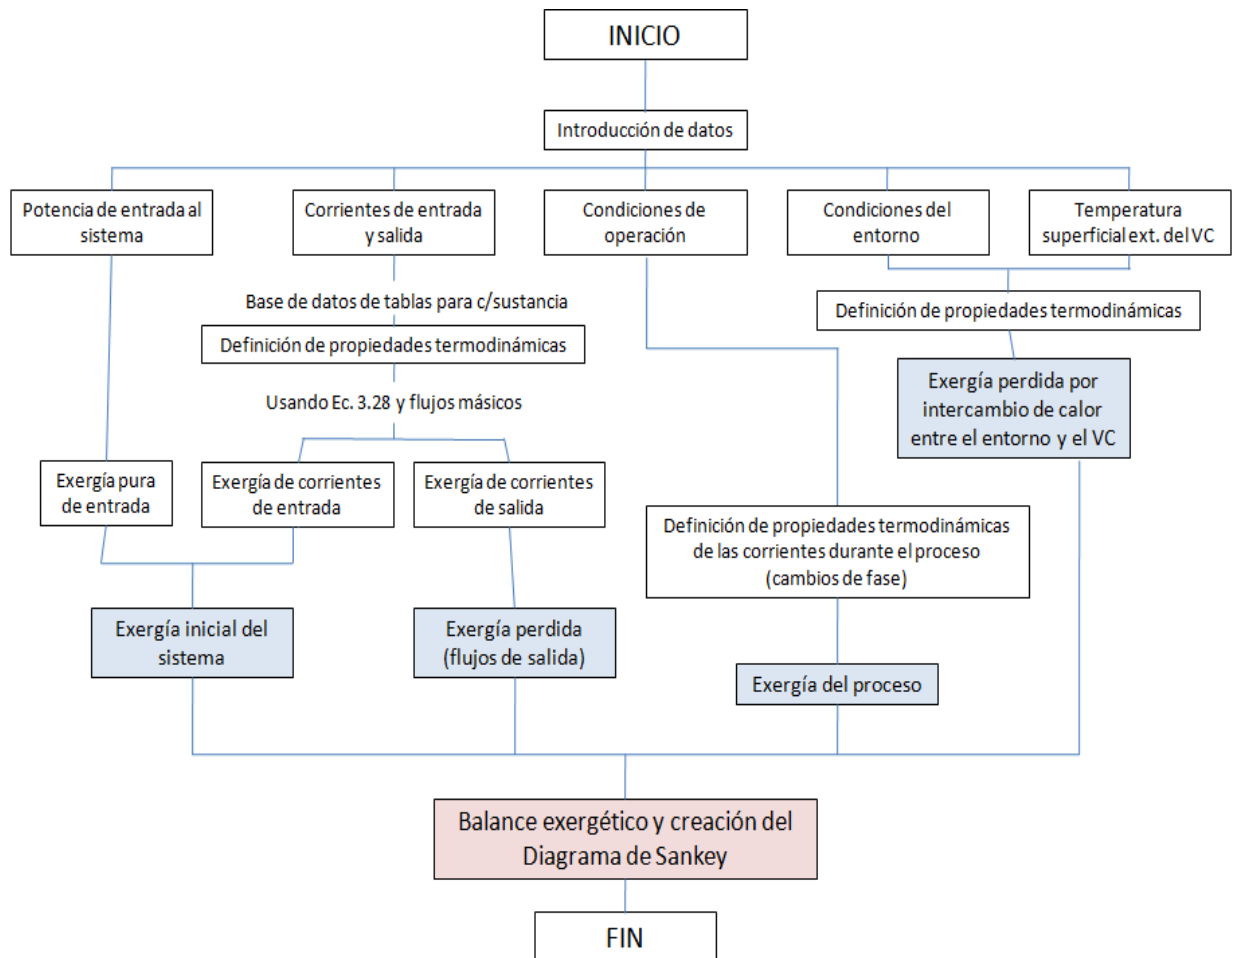 INICIO
Introducción de datos
Potencia de entrada al
sistema
Corrientes de entrada
y salida
Condiciones de
operación
Condiciones del
entorno
Temperatura
superficial ext. del VC
Base de datos de tablas para c/sustancia
Definición de propiedades termodinámicas
Usando Ec. 3.28 y flujos másicos
Definición de propiedades termodinámicas
Exergía perdida por
intercambio de calor
entre el entorno y el VC
Exergía pura
de entrada
Exergía de corrientes
de entrada
Exergía de corrientes
de salida
Definición de propiedades termodinámicas
de las corrientes durante el proceso
(cambios de fase)
Exergía inicial del
sistema
Exergía perdida
(flujos de salida)
Exergía del proceso
Balance exergético y creación del
Diagrama de Sankey
FIN